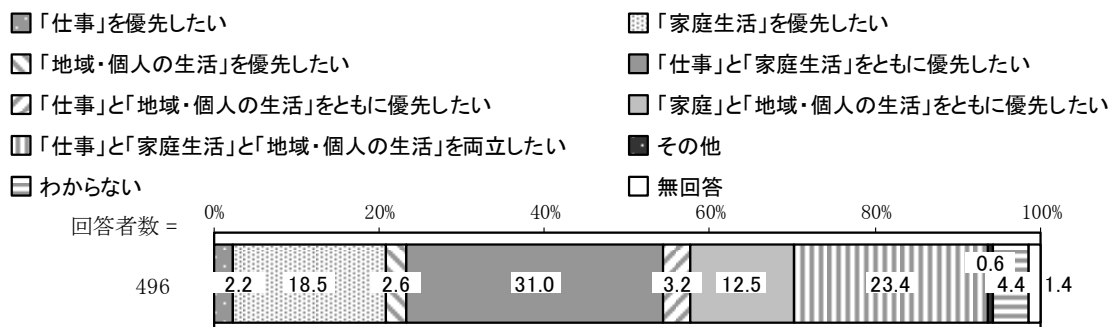 「仕事」を優先したい
「家庭生活」を優先したい
「地域・個人の生活」を優先したい
「仕事」と「家庭生活」をともに優先したい
「仕事」と「地域・個人の生活」をともに優先したい
「家庭」と「地域・個人の生活」をともに優先したい
「仕事」と「家庭生活」と「地域・個人の生活」を両立したい
その他
わからない
無回答
回答者数 =
0% 20% 40% 60% 80% 100%
496
2.2 18.5 2.6 31.0 3.2 12.5 23.4 0.6 4.4 1.4